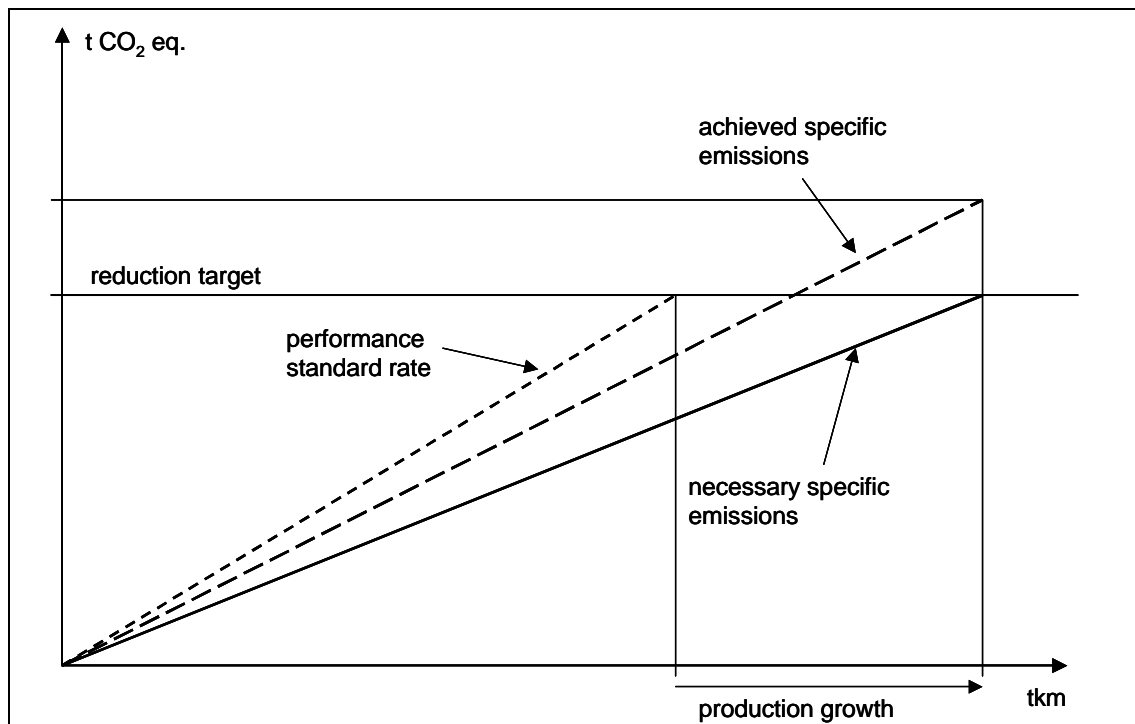 t CO₂ eq.
achieved specific
emissions
reduction target
performance
standard rate
necessary specific
emissions
tkm
production growth